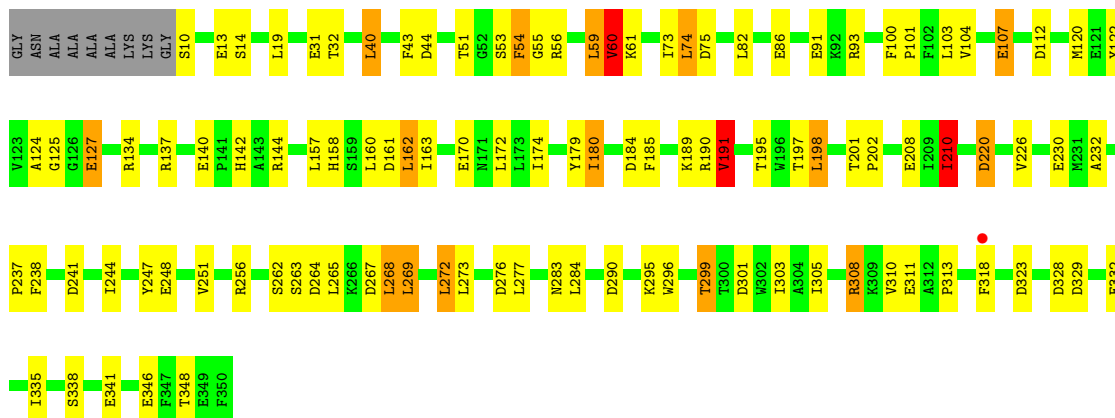 GLY ASN ALA ALA ALA ALA LYS LYS GLY S10 E13 S14 L19 E31 T32 L40 F43 D44 T51 G52 S53 F54 G55 R56 L59 V60 K61 I73 L74 D75 L82 E86 E91 K92 R93 F100 P101 F102 L103 V104 E107 D112 M120 E121
V123 A124 G125 G126 E127 R134 R137 E140 P141 H142 A143 R144 L157 H158 S159 L160 D161 L162 I163 E170 N171 L172 L173 I174 Y179 I180 D184 F185 K189 R190 V191 T195 W196 T197 L198 T201 P202 E208 I209 I210 D220 V226 E230 M231 A232
P237 F238 D241 I244 Y247 E248 V251 R256 S262 S263 D264 L265 K266 D267 L268 L269 L272 L273 D276 L277 N283 L284 D290 K295 W296 T299 T300 D301 W302 I303 A304 I305 R308 K309 V310 E311 A312 P313 F318 D323 D328 D329
I335 S338 E341 E346 F347 T348 E349 F350